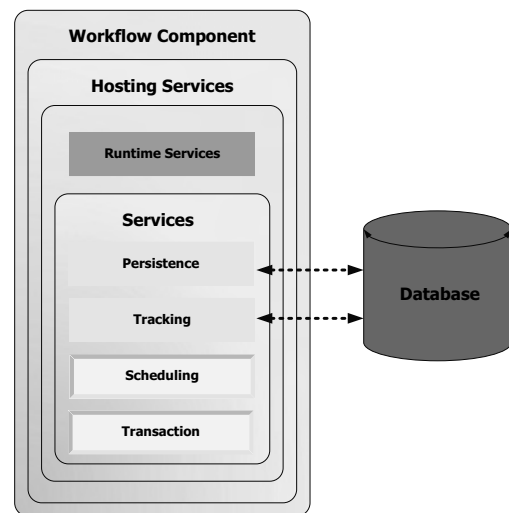 Workflow Component
Hosting Services
Runtime Services
Services
Persistence
Tracking
Scheduling
Transaction
Database